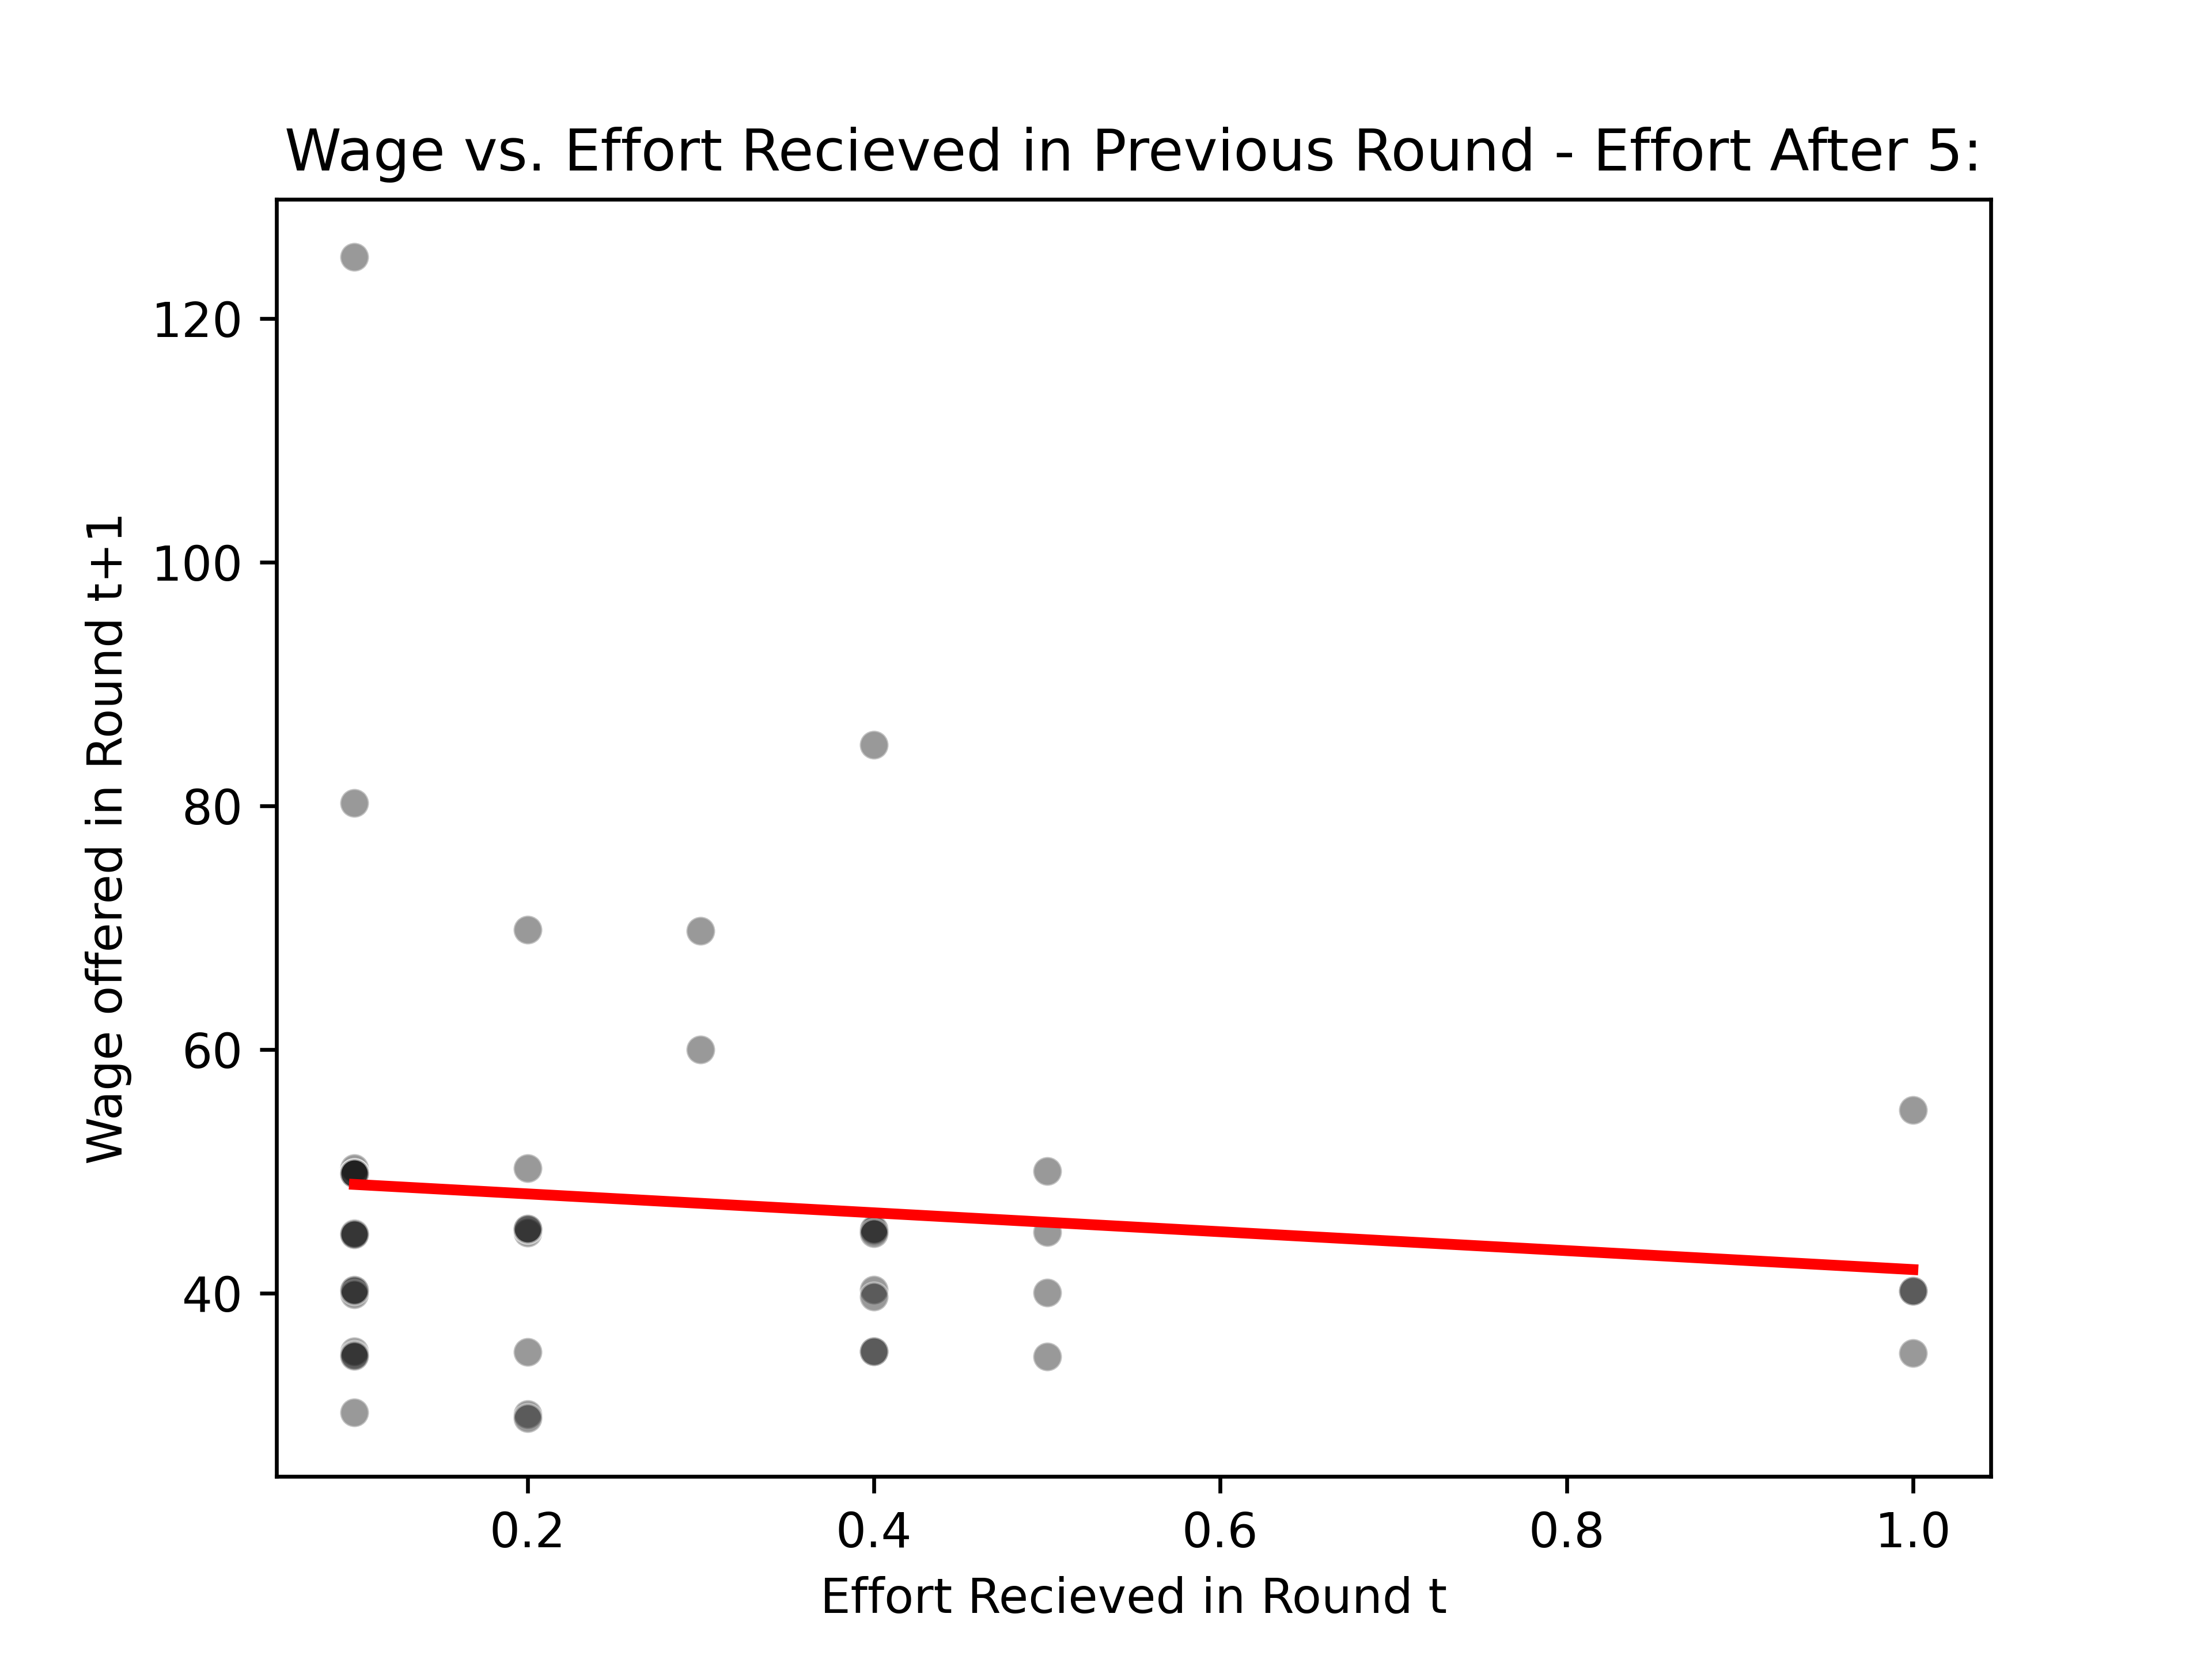 Wage vs. Effort Recieved in Previous Round - Effort After 5:
120
100
80
60
40
Wage offered in Round t+1
0.2 0.4 0.6 0.8 1.0
Effort Recieved in Round t